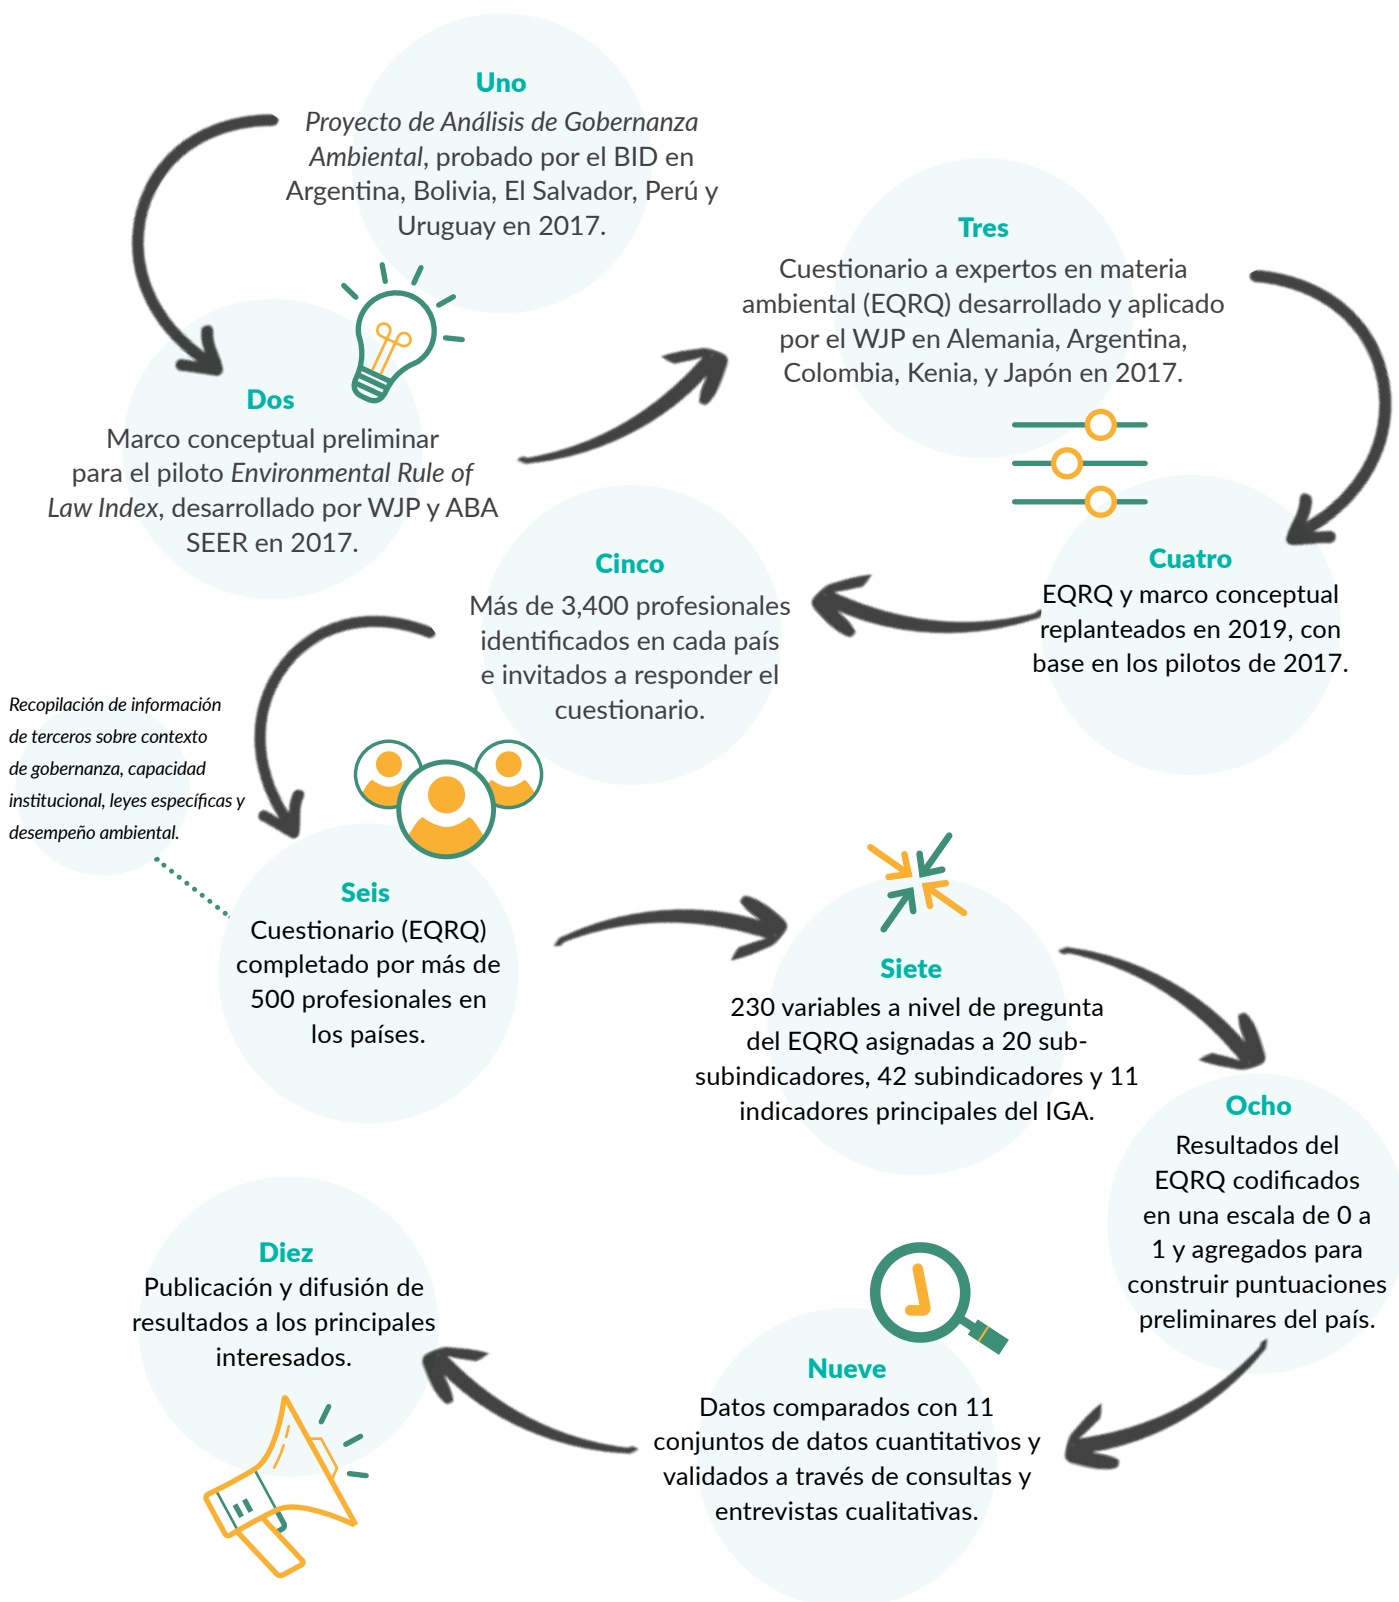 Uno
Proyecto de Análisis de Gobernanza
Ambiental, probado por el BID en
Argentina, Bolivia, El Salvador, Perú y
Uruguay en 2017.
Dos
Marco conceptual preliminar
para el piloto Environmental Rule of
Law Index, desarrollado por WJP y ABA
SEER en 2017.
Tres
Cuestionario a expertos en materia
ambiental (EQRQ) desarrollado y aplicado
por el WJP en Alemania, Argentina,
Colombia, Kenia, y Japón en 2017.
Cuatro
EQRQ y marco conceptual
replanteados en 2019, con
base en los pilotos de 2017.
Cinco
Más de 3,400 profesionales
identificados en cada país
e invitados a responder el
cuestionario.
Recopilación de información
de terceros sobre contexto
de gobernanza, capacidad
institucional, leyes específicas y
desempeño ambiental.
Seis
Cuestionario (EQRQ)
completado por más de
500 profesionales en
los países.
Siete
230 variables a nivel de pregunta
del EQRQ asignadas a 20 sub-
subindicadores, 42 subindicadores y 11
indicadores principales del IGA.
Ocho
Resultados del
EQRQ codificados
en una escala de 0 a
1 y agregados para
construir puntuaciones
preliminares del país.
Nueve
Datos comparados con 11
conjuntos de datos cuantitativos y
validados a través de consultas y
entrevistas cualitativas.
Diez
Publicación y difusión de
resultados a los principales
interesados.